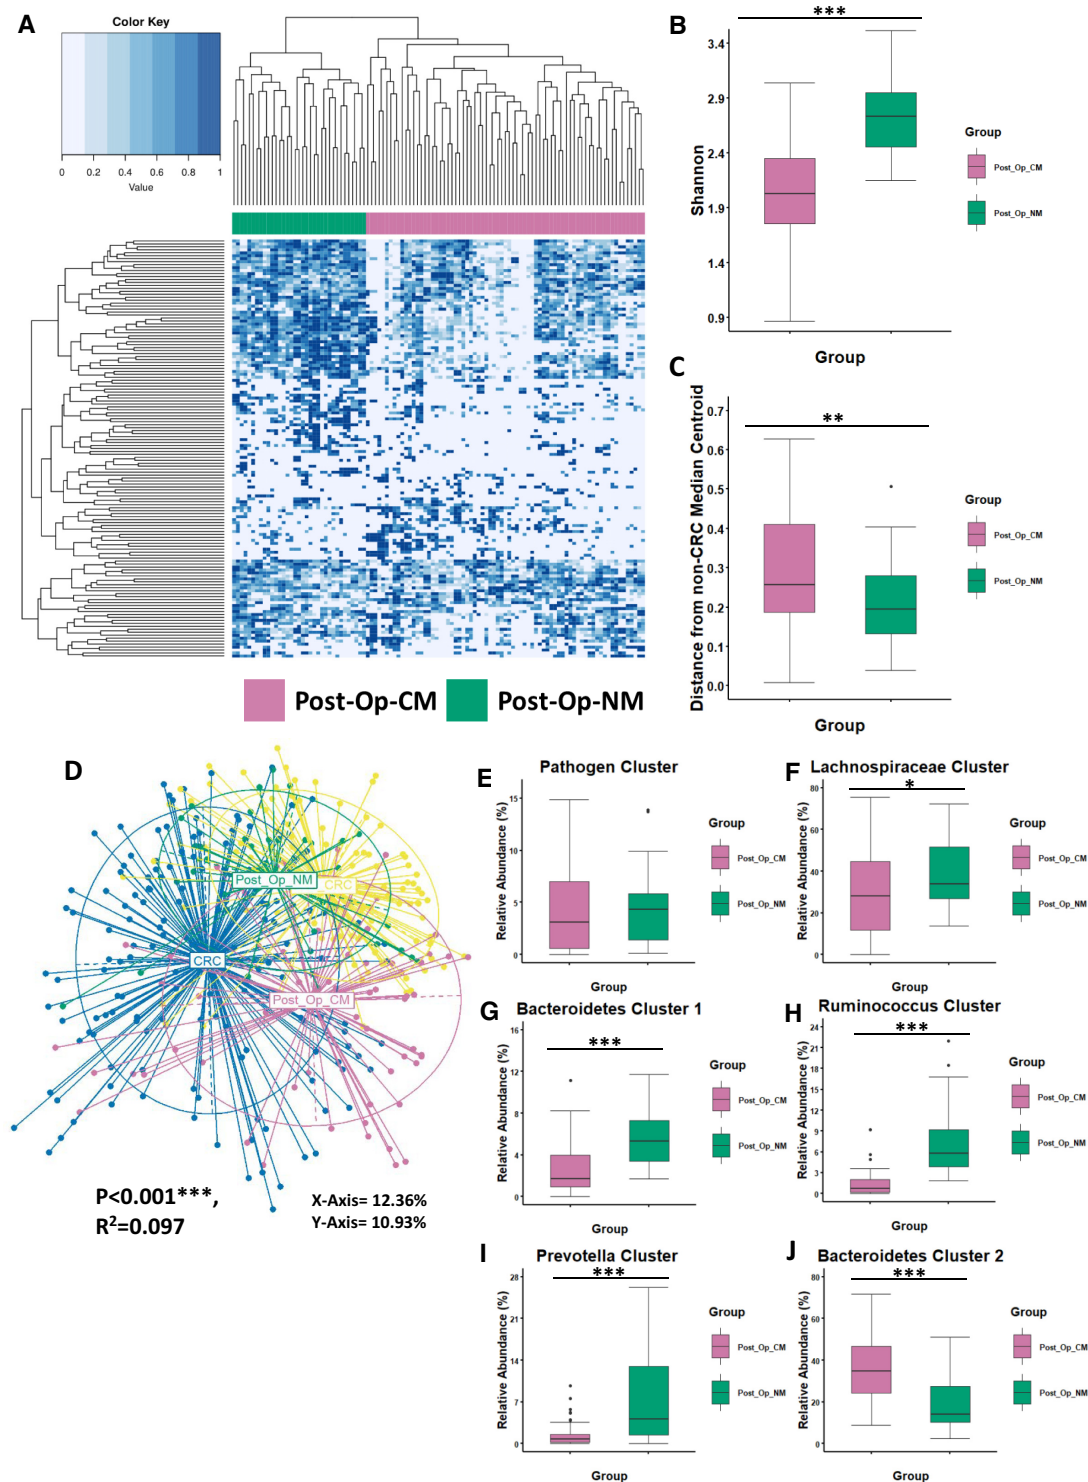 A
Color Key
0 0.2 0.4 0.6 0.8 1
Value
Post-Op-CM
Post-Op-NM
B
***
3.4
2.9
2.4
1.9
1.4
0.9
Shannon
Group
Group
Post_Op_CM
Post_Op_NM
C
**
0.7
0.6
0.5
0.4
0.3
0.2
0.1
0.0
Distance from non-CRC Median Centroid
Group
Group
Post_Op_CM
Post_Op_NM
D
Post_Op_NM
CRC
CRC
Post_Op_CM
P<0.001***,
R²=0.097
X-Axis= 12.36%
Y-Axis= 10.93%
E
Pathogen Cluster
15
10
5
0
Relative Abundance (%)
Group
Group
Post_Op_CM
Post_Op_NM
F
Lachnospiraceae Cluster
*
80
60
40
20
0
Relative Abundance (%)
Group
Group
Post_Op_CM
Post_Op_NM
G
Bacteroidetes Cluster 1
***
16
12
8
4
0
Relative Abundance (%)
Group
Group
Post_Op_CM
Post_Op_NM
H
Ruminococcus Cluster
***
24
21
18
15
12
9
6
3
0
Relative Abundance (%)
Group
Group
Post_Op_CM
Post_Op_NM
I
Prevotella Cluster
***
28
21
14
7
0
Relative Abundance (%)
Group
Group
Post_Op_CM
Post_Op_NM
J
Bacteroidetes Cluster 2
***
80
60
40
20
0
Relative Abundance (%)
Group
Group
Post_Op_CM
Post_Op_NM